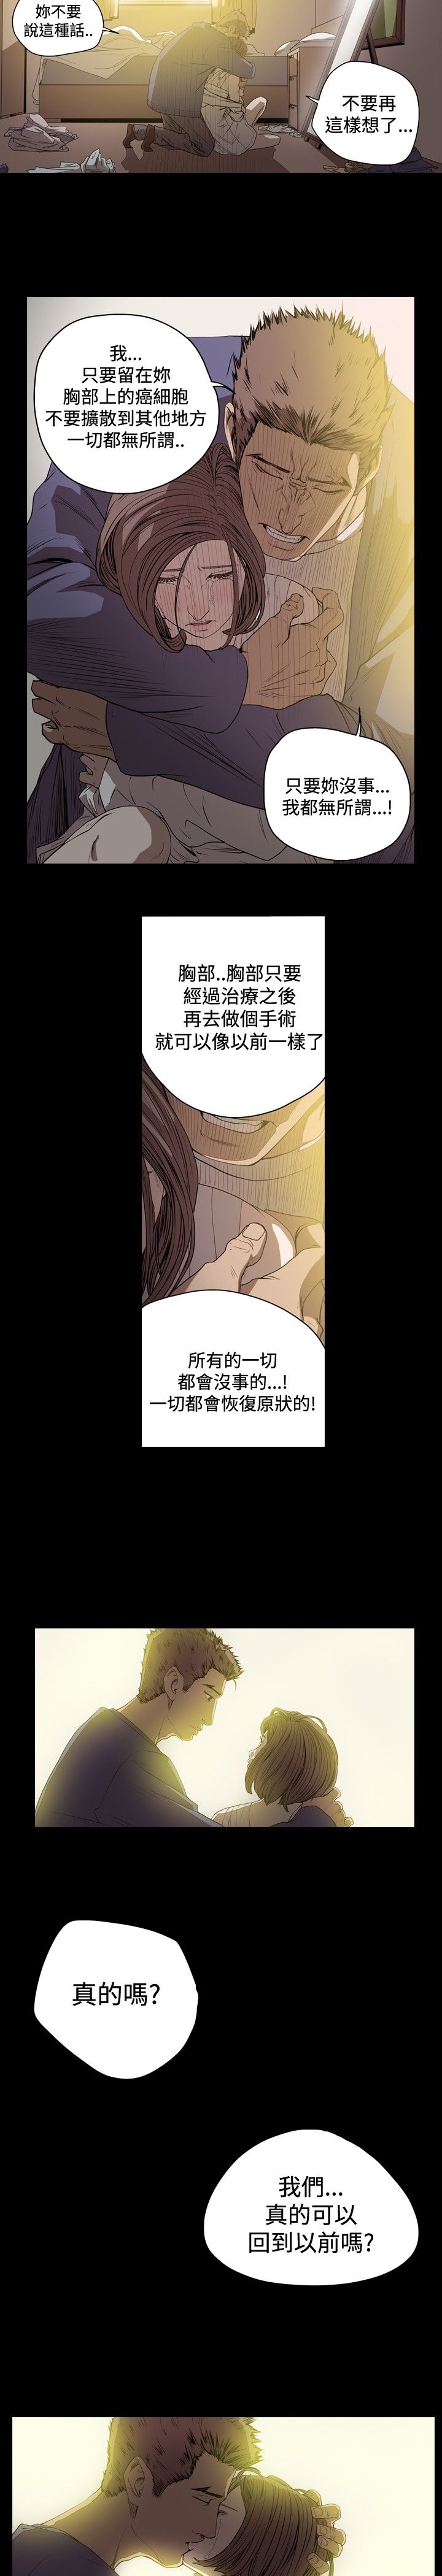 妳不要
說這種話..
不要再
這樣想了...
我...
只要留在妳
胸部上的癌細胞
不要擴散到其他地方
一切都無所謂..
只要妳沒事...
我都無所謂...!
胸部..胸部只要
經過治療之後
再去做個手術
就可以像以前一樣了
所有的一切
都會沒事的...!
一切都會恢復原狀的!
真的嗎?
我們...
真的可以
回到以前嗎?